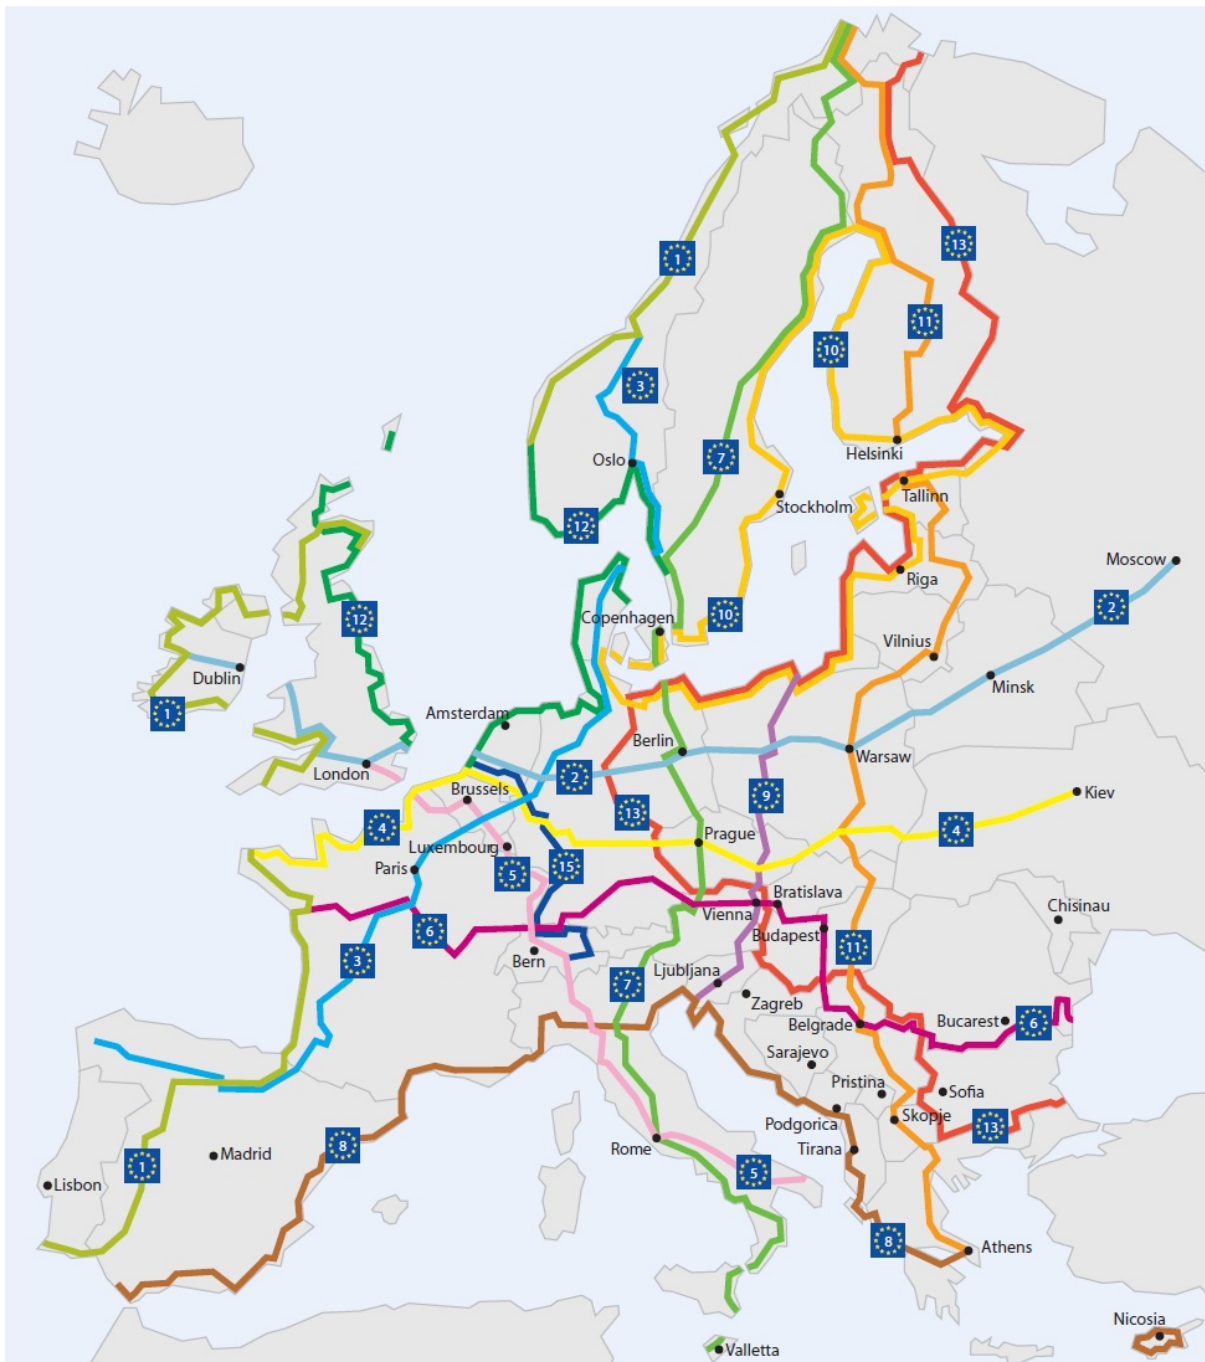 1
13
11
10
3
7
Oslo
Helsinki
Tallinn
Stockholm
12
Moscow
Riga
2
10
Copenhagen
12
Vilnius
Dublin
Minsk
1
Amsterdam
Berlin
Warsaw
London
2
Brussels
9
Kiev
13
4
4
Prague
Luxembourg
Paris
15
5
Bratislava
Vienna
Chisinau
6
Budapest
11
Bern
3
Ljubljana
7
Zagreb
Bucarest
6
Belgrade
Sarajevo
Pristina
Sofia
Podgorica
Skopje
13
8
Rome
Tirana
Madrid
1
5
Lisbon
8
Athens
Nicosia
Valletta